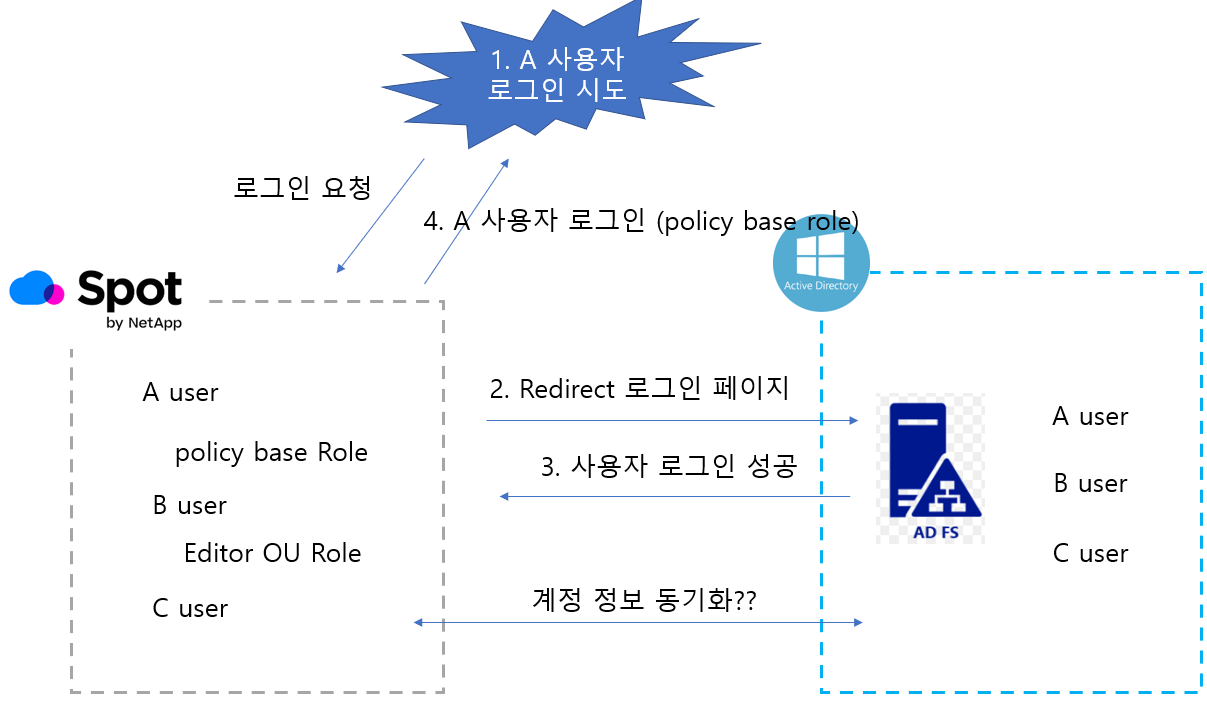 1. A 사용자
로그인 시도
로그인 요청
4. A 사용자 로그인 (policy base role)
Spot
by NetApp
Active Directory
A user
policy base Role
B user
Editor OU Role
C user
2. Redirect 로그인 페이지
3. 사용자 로그인 성공
계정 정보 동기화??
AD FS
A user
B user
C user